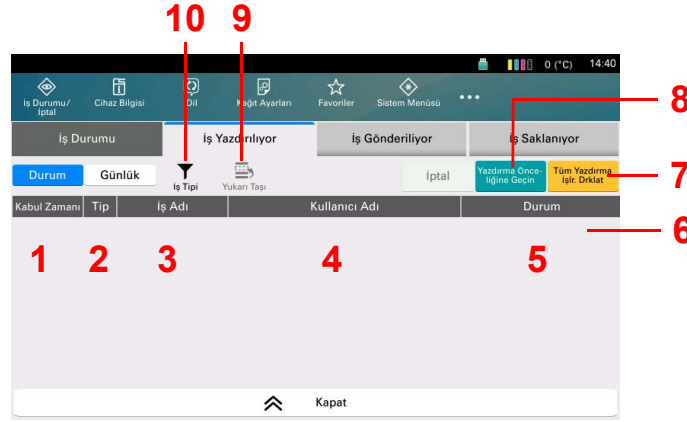 10 9
0 (°C) 14:40
İş Durumu/
İptal
Cihaz Bilgisi
Dil
Kağıt Ayarları
Favoriler
Sistem Menüsü
8
İş Durumu
İş Yazdırılıyor
İş Gönderiliyor
İş Saklanıyor
Durum
Günlük
İş Tipi
Yukarı Taşı
İptal
Yazdırma Önce-
liğine Geçin
Tüm Yazdırma
İşlr. Drklat
7
Kabul Zamanı Tip İş Adı Kullanıcı Adı Durum
6
1 2 3 4 5
Kapat